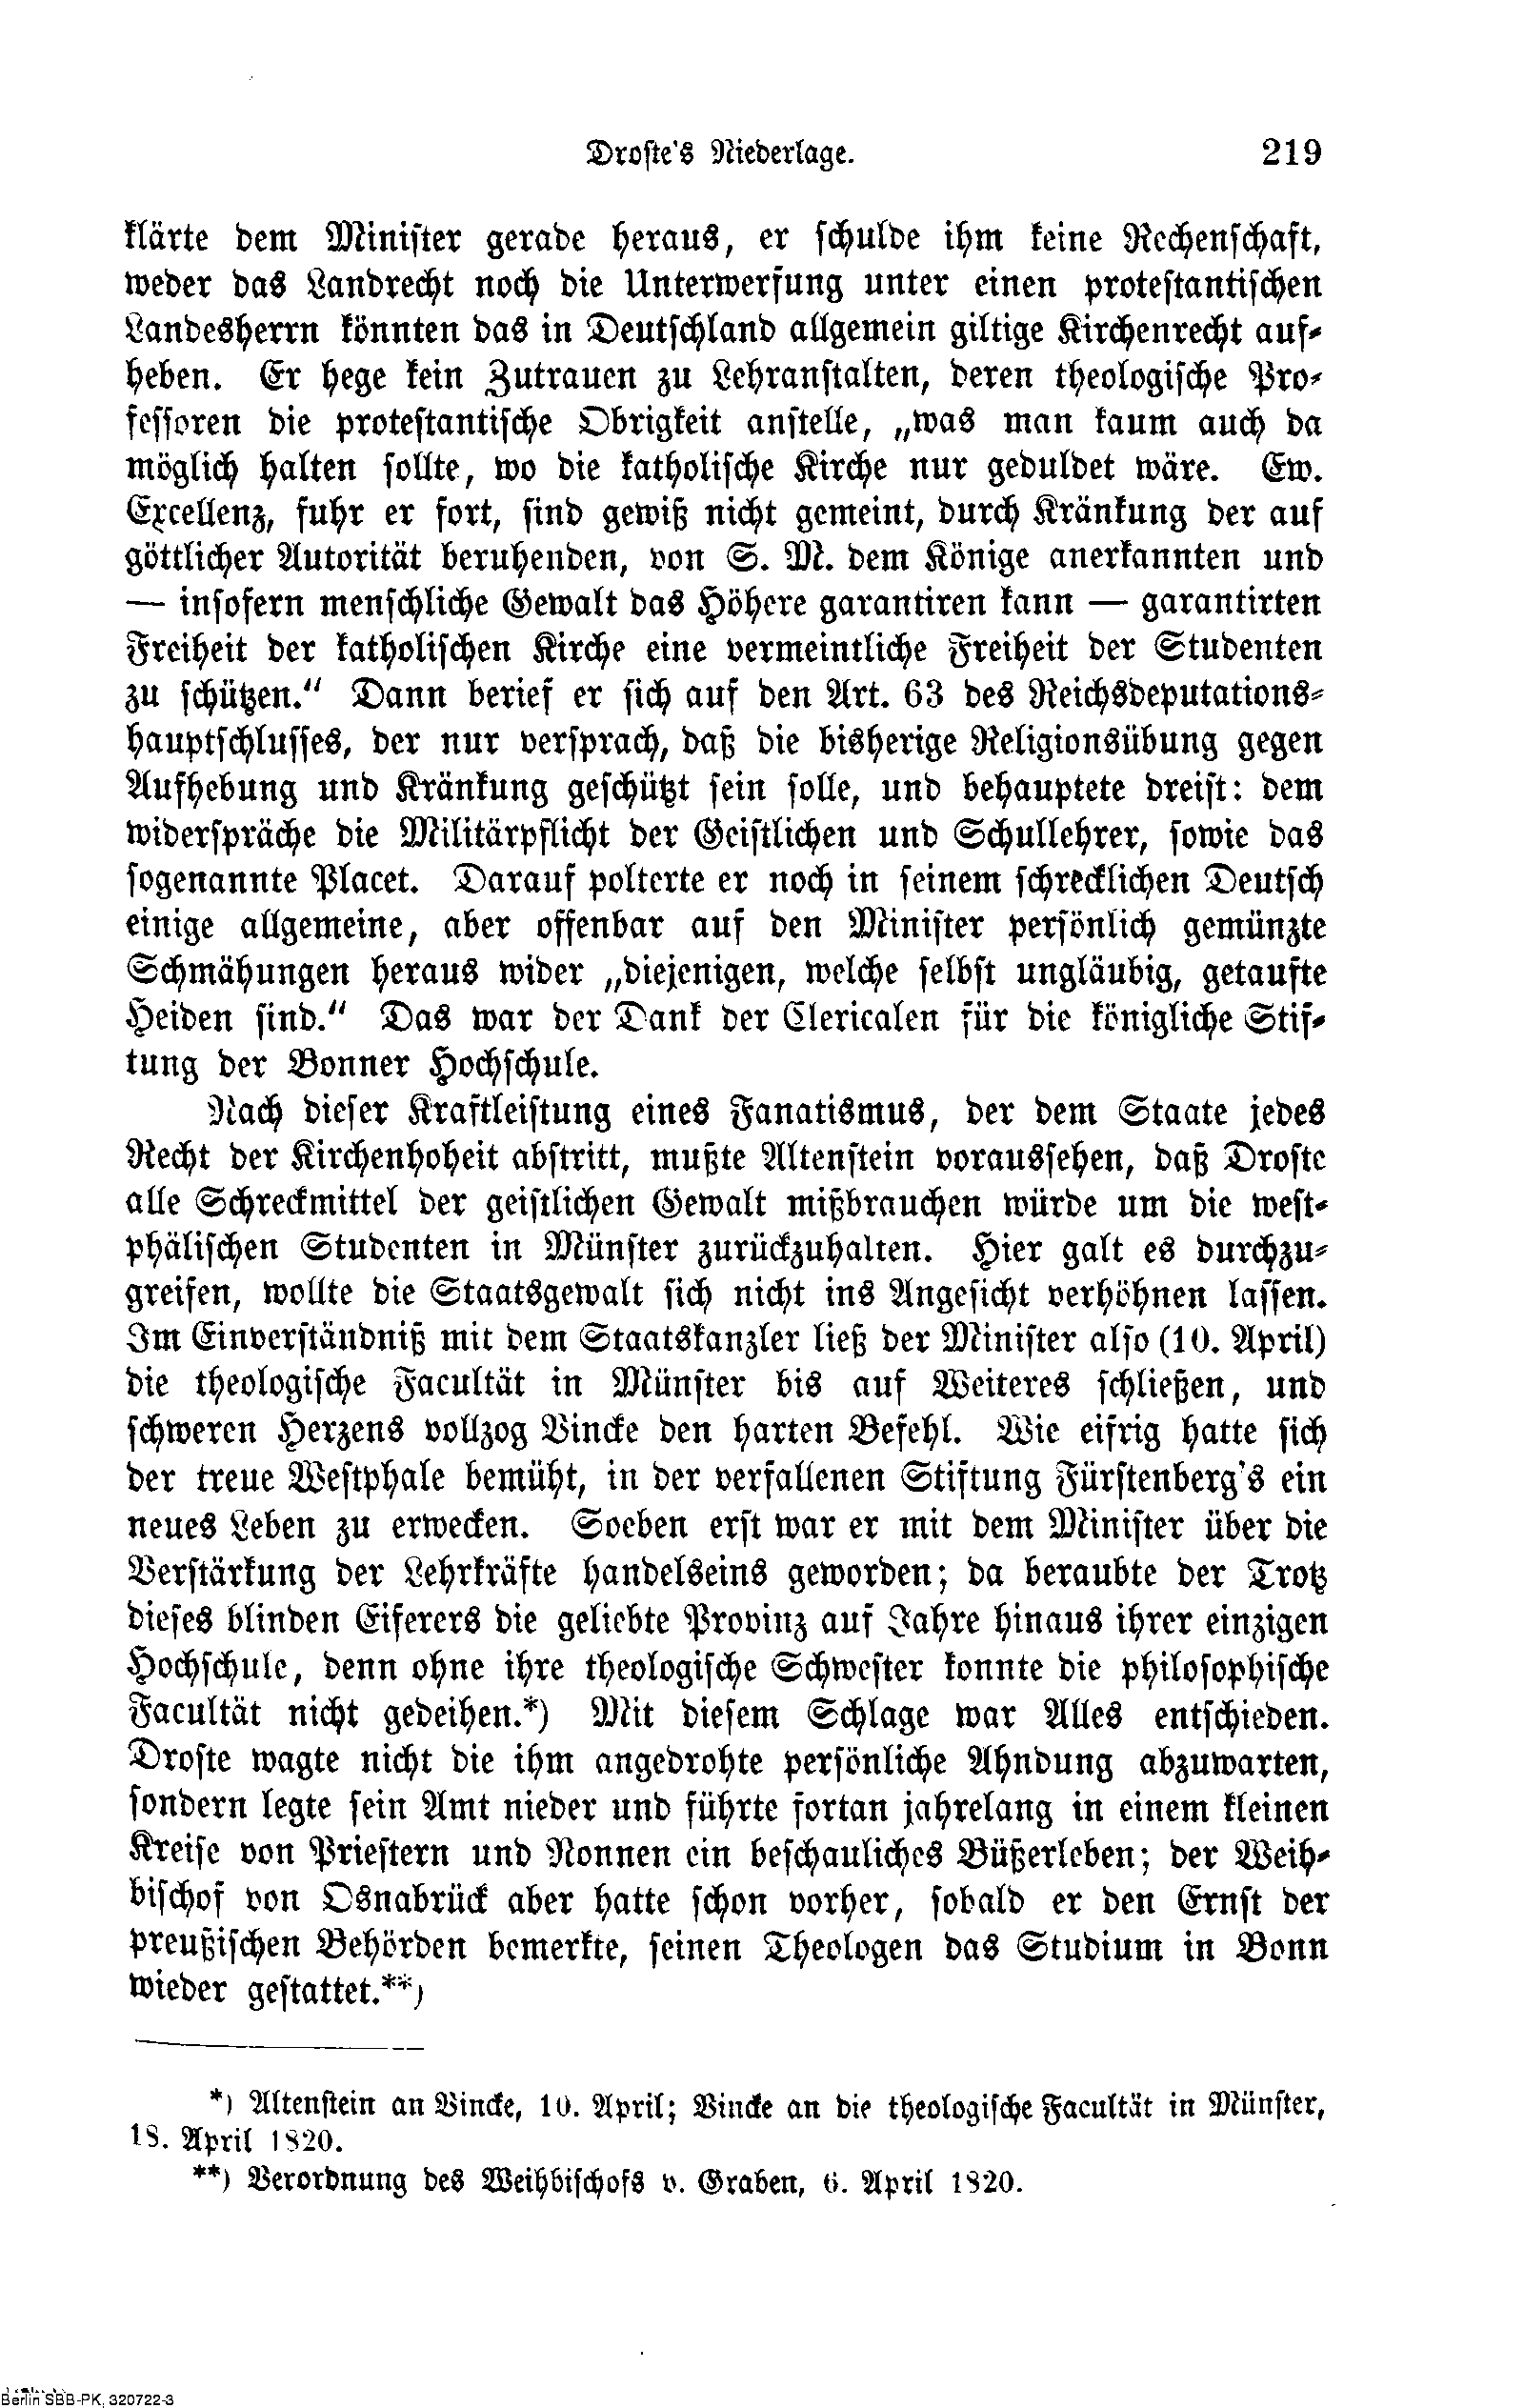 Droste's Niederlage. 219
klärte dem Minister gerade heraus, er schulde ihm keine Rechenschaft,
weder das Landrecht noch die Unterwerfung unter einen protestantischen
Landesherrn könnten das in Deutschland allgemein giltige Kirchenrecht auf-
heben. Er hege kein Zutrauen zu Lehranstalten, deren theologische Pro-
fessoren die protestantische Obrigkeit anstelle, „was man kaum auch da
möglich halten sollte, wo die katholische Kirche nur geduldet wäre. Ew.
Excellenz, fuhr er fort, sind gewiß nicht gemeint, durch Kränkung der auf
göttlicher Autorität beruhenden, von S. M. dem Könige anerkannten und
— insofern menschliche Gewalt das Höhere garantiren kann — garantirten
Freiheit der katholischen Kirche eine vermeintliche Freiheit der Studenten
zu schützen.“ Dann berief er sich auf den Art. 63 des Reichsdeputations-
hauptschlusses, der nur versprach, daß die bisherige Religionsübung gegen
Aufhebung und Kränkung geschützt sein solle, und behauptete dreist: dem
widerspräche die Militärpflicht der Geistlichen und Schullehrer, sowie das
sogenannte Placet. Darauf polterte er noch in seinem schrecklichen Deutsch
einige allgemeine, aber offenbar auf den Minister persönlich gemünzte
Schmähungen heraus wider „diejenigen, welche selbst ungläubig, getaufte
Heiden sind.“ Das war der Dank der Clericalen für die königliche Stif-
tung der Bonner Hochschule.
Nach dieser Kraftleistung eines Fanatismus, der dem Staate jedes
Recht der Kirchenhoheit abstritt, mußte Altenstein voraussehen, daß Droste
alle Schreckmittel der geistlichen Gewalt mißbrauchen würde um die west-
phälischen Studenten in Münster zurückzuhalten. Hier galt es durchzu-
greifen, wollte die Staatsgewalt sich nicht ins Angesicht verhöhnen lassen.
Im Einverständniß mit dem Staatskanzler ließ der Minister also (10. April)
die theologische Facultät in Münster bis auf Weiteres schließen, und
schweren Herzens vollzog Vincke den harten Befehl. Wie eifrig hatte sich
der treue Westphale bemüht, in der verfallenen Stiftung Fürstenberg's ein
neues Leben zu erwecken. Soeben erst war er mit dem Minister über die
Verstärkung der Lehrkräfte handelseins geworden; da beraubte der Trotz
dieses blinden Eiferers die geliebte Provinz auf Jahre hinaus ihrer einzigen
Hochschule, denn ohne ihre theologische Schwester konnte die philosophische
Facultät nicht gedeihen.*) Mit diesem Schlage war Alles entschieden.
Droste wagte nicht die ihm angedrohte persönliche Ahndung abzuwarten,
sondern legte sein Amt nieder und führte fortan jahrelang in einem kleinen
Kreise von Priestern und Nonnen ein beschauliches Büßerleben; der Weih-
bischof von Osnabrück aber hatte schon vorher, sobald er den Ernst der
preußischen Behörden bemerkte, seinen Theologen das Studium in Bonn
wieder gestattet.**)
*) Altenstein an Vincke, 10. April; Vincke an die theologische Facultät in Münster,
18. April 1820.
**) Verordnung des Weihbischofs v. Graben, 6. April 1820.
Berlin SBB-PK, 320722-3